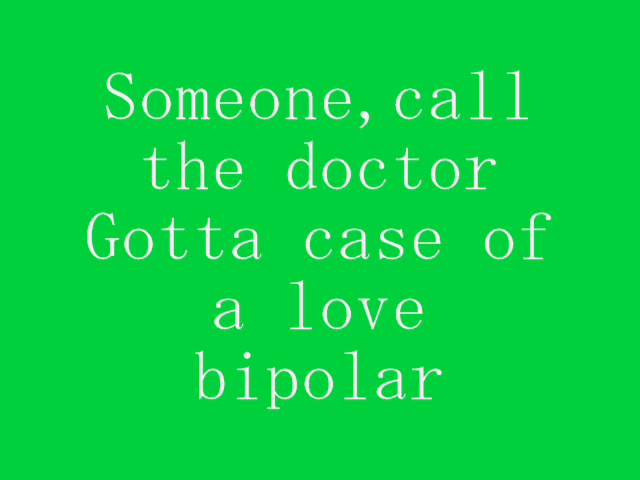 Someone,call
the doctor
Gotta case of
a love
bipolar